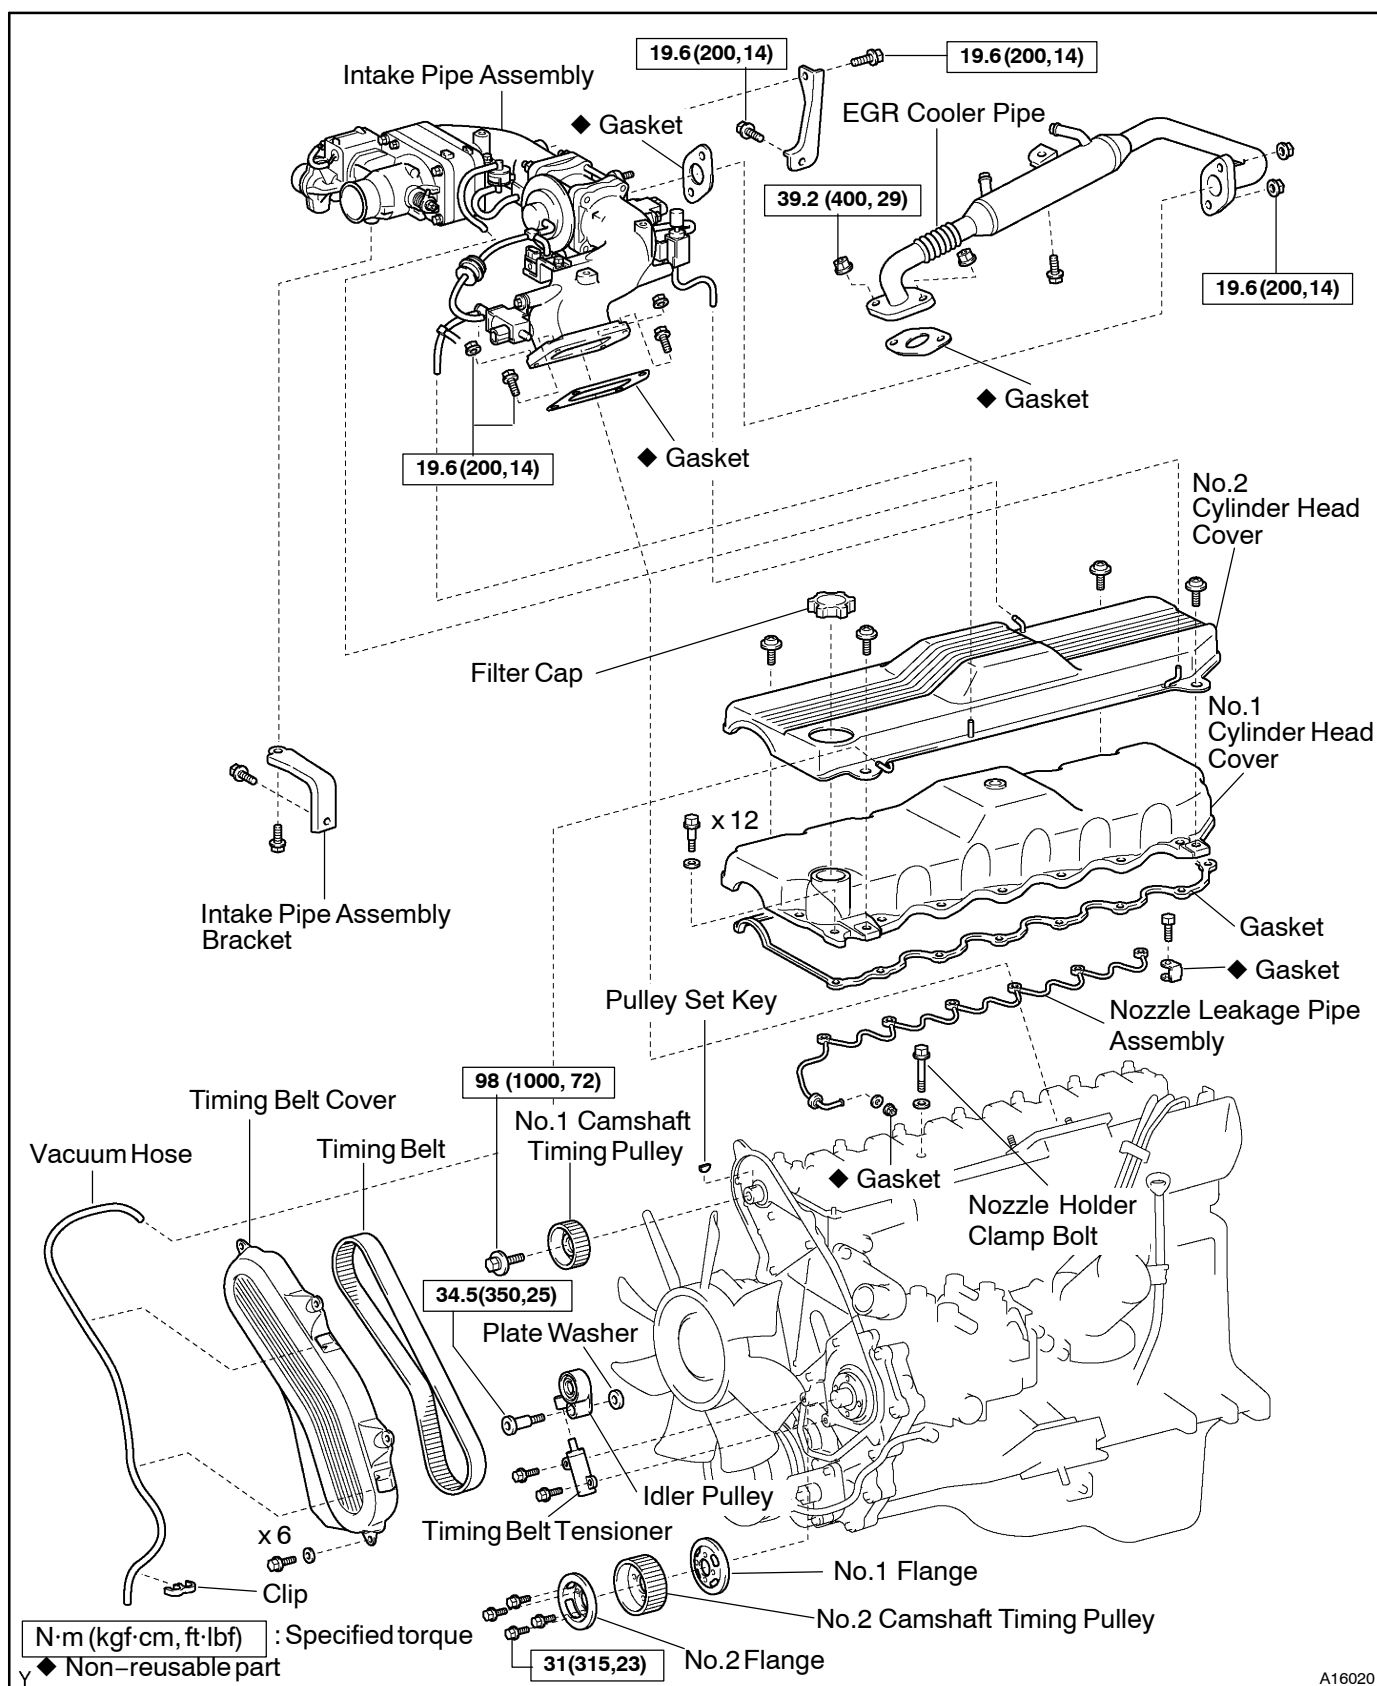 19.6(200,14)
19.6(200,14)
Intake Pipe Assembly
EGR Cooler Pipe
◆ Gasket
39.2 (400, 29)
19.6(200,14)
◆ Gasket
◆ Gasket
19.6(200,14)
No.2
Cylinder Head
Cover
Filter Cap
No.1
Cylinder Head
Cover
x 12
Intake Pipe Assembly
Bracket
Gasket
◆ Gasket
Pulley Set Key
Nozzle Leakage Pipe
Assembly
98 (1000, 72)
Timing Belt Cover
No.1 Camshaft
Timing Pulley
Vacuum Hose
Timing Belt
◆ Gasket
Nozzle Holder
Clamp Bolt
34.5(350,25)
Plate Washer
Idler Pulley
Timing Belt Tensioner
x 6
Clip
No.1 Flange
No.2 Camshaft Timing Pulley
N·m (kgf·cm, ft·lbf) : Specified torque
No.2 Flange
31(315,23)
◆ Non−reusable part
Y
A16020